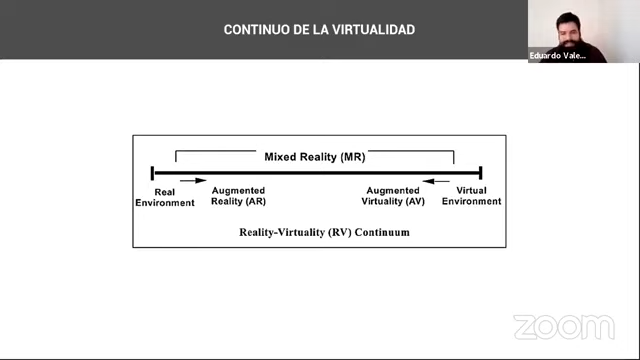 CONTINUO DE LA VIRTUALIDAD
Eduardo Vale...
Mixed Reality (MR)
Real
Environment
Augmented
Reality (AR)
Augmented
Virtuality (AV)
Virtual
Environment
Reality-Virtuality (RV) Continuum
zoom